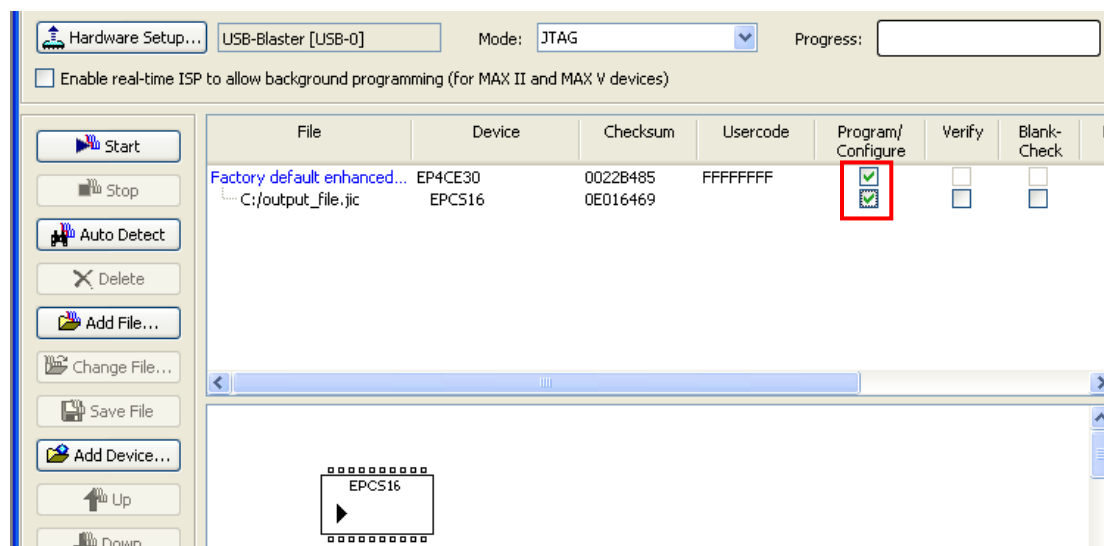 Hardware Setup... USB-Blaster [USB-0] Mode: JTAG Progress:
Enable real-time ISP to allow background programming (for MAX II and MAX V devices)
File Device Checksum Usercode Program/ Configure Verify Blank- Check
Start
Stop
Auto Detect
Delete
Add File...
Change File...
Save File
Add Device...
Up
Down
Factory default enhanced... EP4CE30 0022B485 FFFFFFFF
C:/output_file.jic EPCS16 0E016469
EPCS16